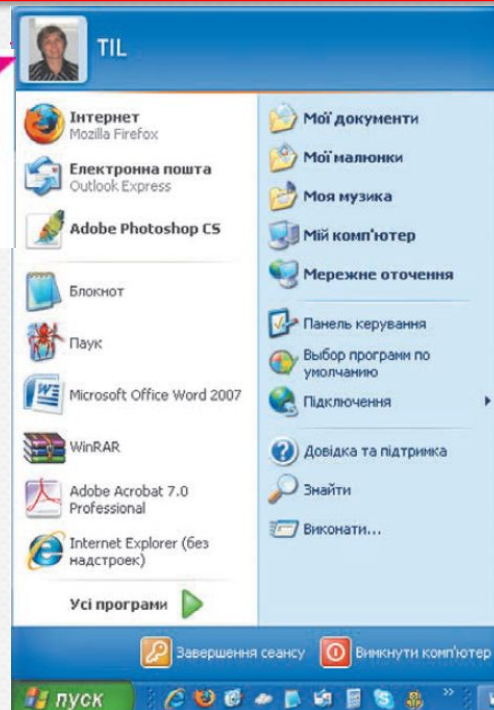 TIL
Інтернет
Mozilla Firefox
Електронна пошта
Outlook Express
Adobe Photoshop CS
Блокнот
Паук
Microsoft Office Word 2007
WinRAR
Adobe Acrobat 7.0
Professional
Internet Explorer (без
надстроек)
Усі програми
Мої документи
Мої малюнки
Моя музика
Мій комп'ютер
Мережне оточення
Панель керування
Выбор программ по
умолчанию
Підключення
Довідка та підтримка
Знайти
Виконати...
Завершення сеансу
Вимкнути комп'ютер
пуск